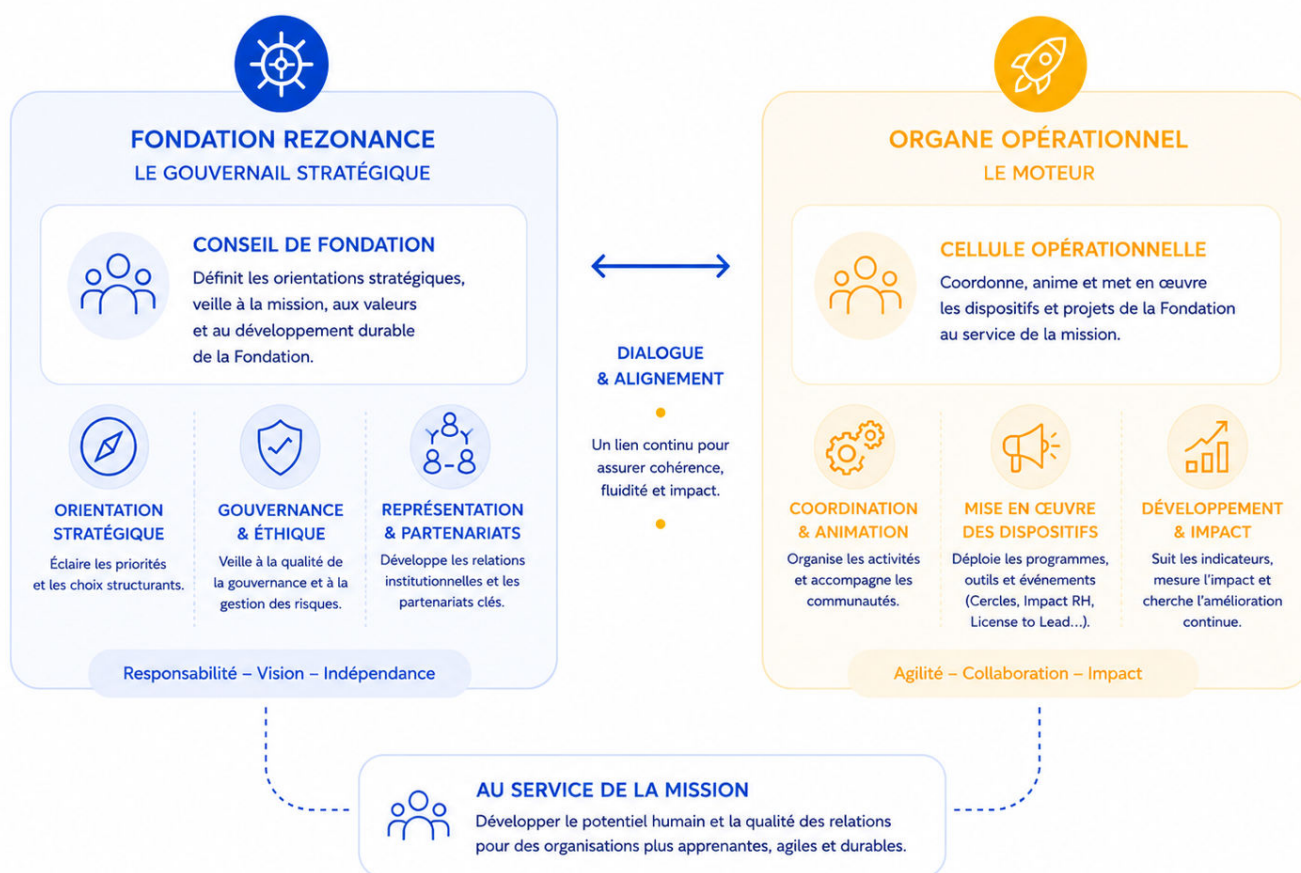 FONDATION REZONANCE
LE GOUVERNAIL STRATÉGIQUE
CONSEIL DE FONDATION
Définit les orientations stratégiques,
veille à la mission, aux valeurs
et au développement durable
de la Fondation.
ORIENTATION
STRATÉGIQUE
Éclaire les priorités
et les choix structurants.
GOUVERNANCE
& ÉTHIQUE
Veille à la qualité de
la gouvernance et à la
gestion des risques.
REPRÉSENTATION
& PARTENARIATS
Développe les relations
institutionnelles et les
partenariats clés.
Responsabilité – Vision – Indépendance
DIALOGUE
& ALIGNEMENT
Un lien continu pour
assurer cohérence,
fluidité et impact.
ORGANE OPÉRATIONNEL
LE MOTEUR
CELLULE OPÉRATIONNELLE
Coordonne, anime et met en œuvre
les dispositifs et projets de la Fondation
au service de la mission.
COORDINATION
& ANIMATION
Organise les activités
et accompagne les
communautés.
MISE EN ŒUVRE
DES DISPOSITIFS
Déploie les programmes,
outils et événements
(Cercles, Impact RH,
License to Lead...).
DÉVELOPPEMENT
& IMPACT
Suit les indicateurs,
mesure l'impact et
cherche l'amélioration
continue.
Agilité – Collaboration – Impact
AU SERVICE DE LA MISSION
Développer le potentiel humain et la qualité des relations
pour des organisations plus apprenantes, agiles et durables.